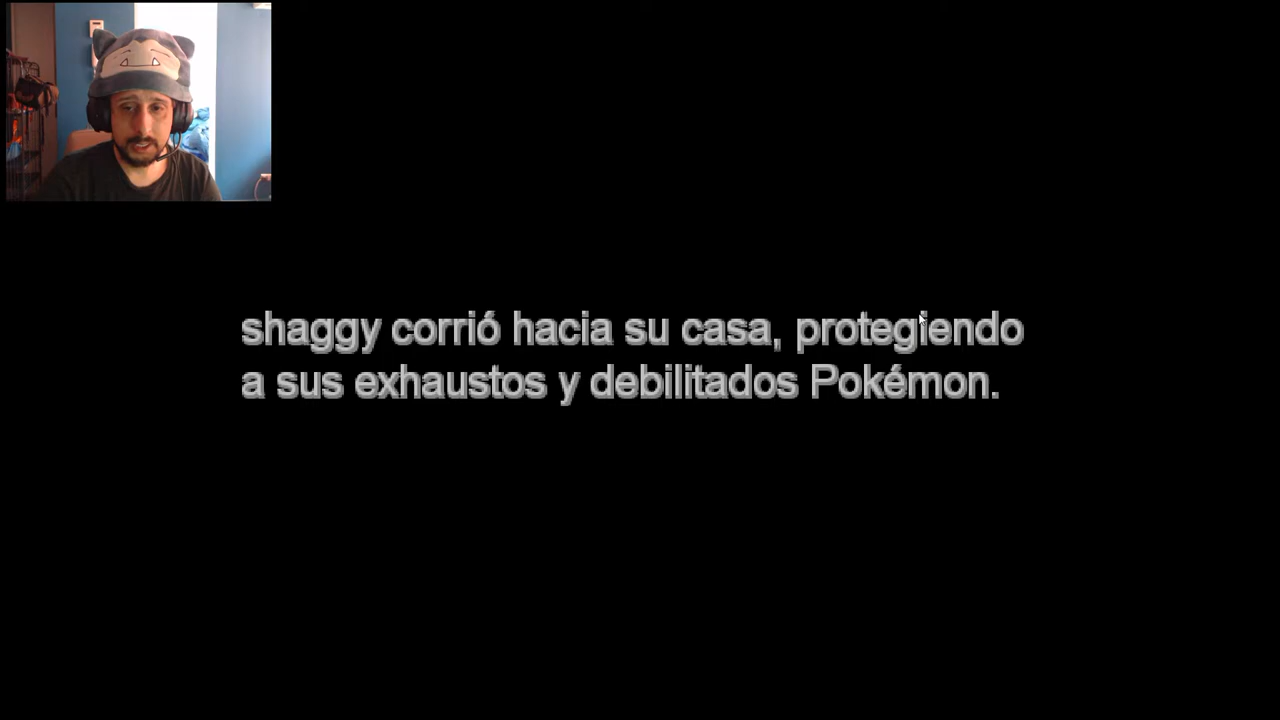 shaggy corrió hacia su casa, protegiendo
a sus exhaustos y debilitados Pokémon.